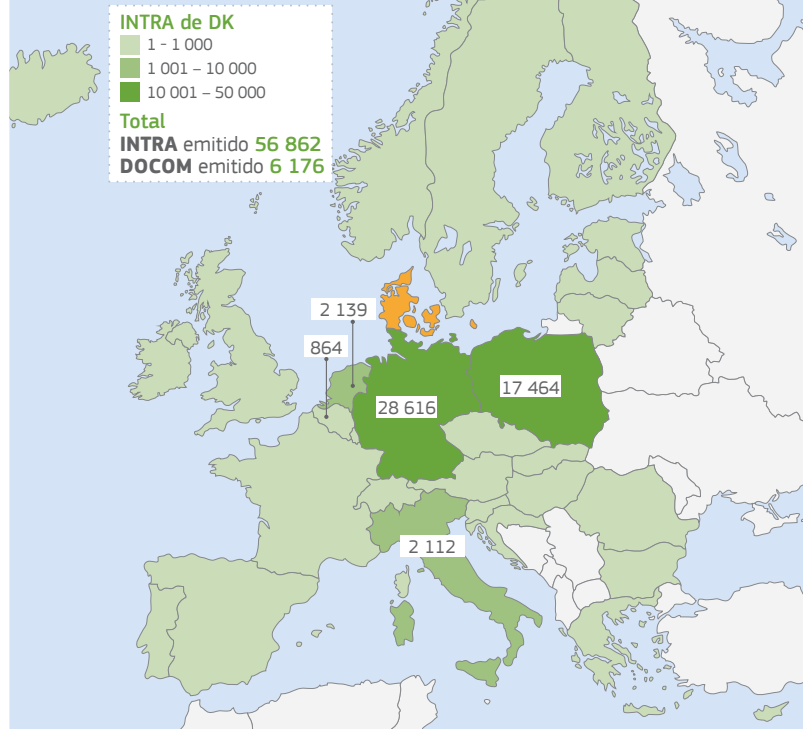 INTRA de DK
1 - 1 000
1 001 – 10 000
10 001 – 50 000
Total
INTRA emitido 56 862
DOCOM emitido 6 176
2 139
864
17 464
28 616
2 112